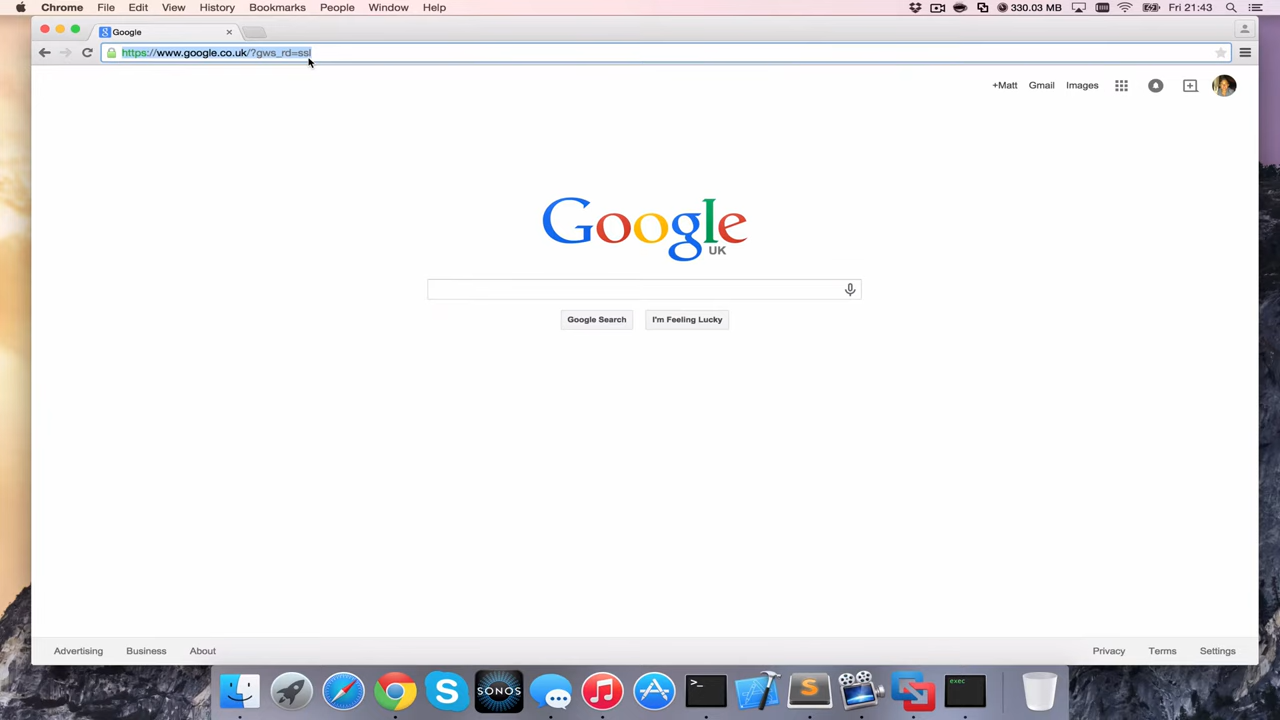 Chrome File Edit View History Bookmarks People Window Help 330.03 MB Fri 21:43
Google
https://www.google.co.uk/?gws_rd=ssl
+Matt Gmail Images
Google
UK
Google Search I'm Feeling Lucky
Advertising Business About Privacy Terms Settings
SONOS >_ S exec